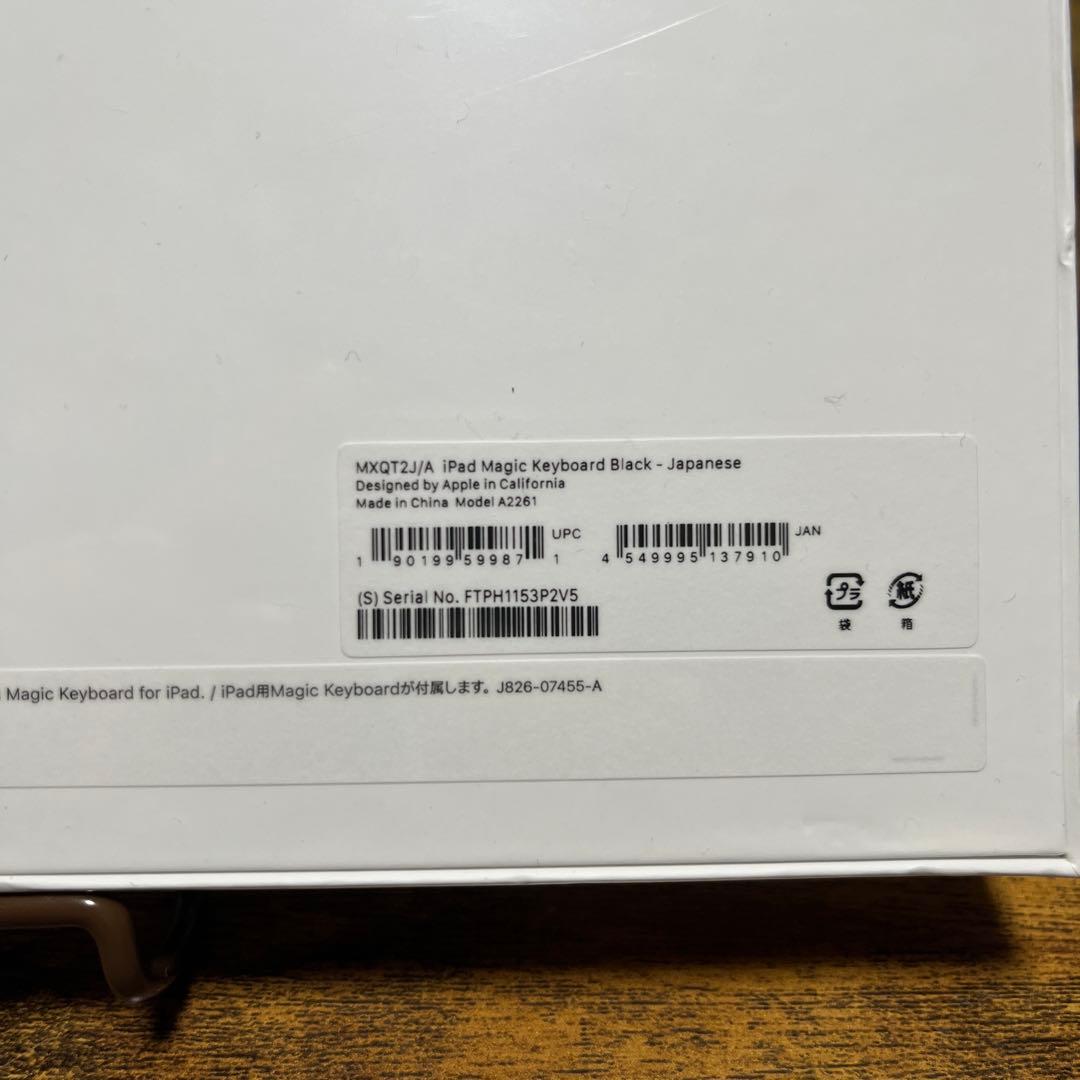 MXQT2J/A iPad Magic Keyboard Black - Japanese
Designed by Apple in California
Made in China Model A2261
1 90199 59987 1 UPC
4 549995 137910 JAN
(S) Serial No. FTPH1153P2V5
プラ 紙
袋 箱
Magic Keyboard for iPad. / iPad用Magic Keyboardが付属します。J826-07455-A